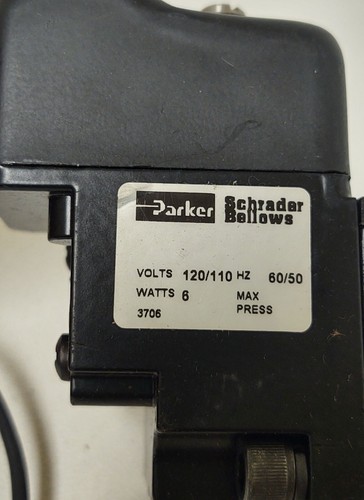 Parker Schrader Bellows
VOLTS 120/110 HZ 60/50
WATTS 6 MAX PRESS
3706